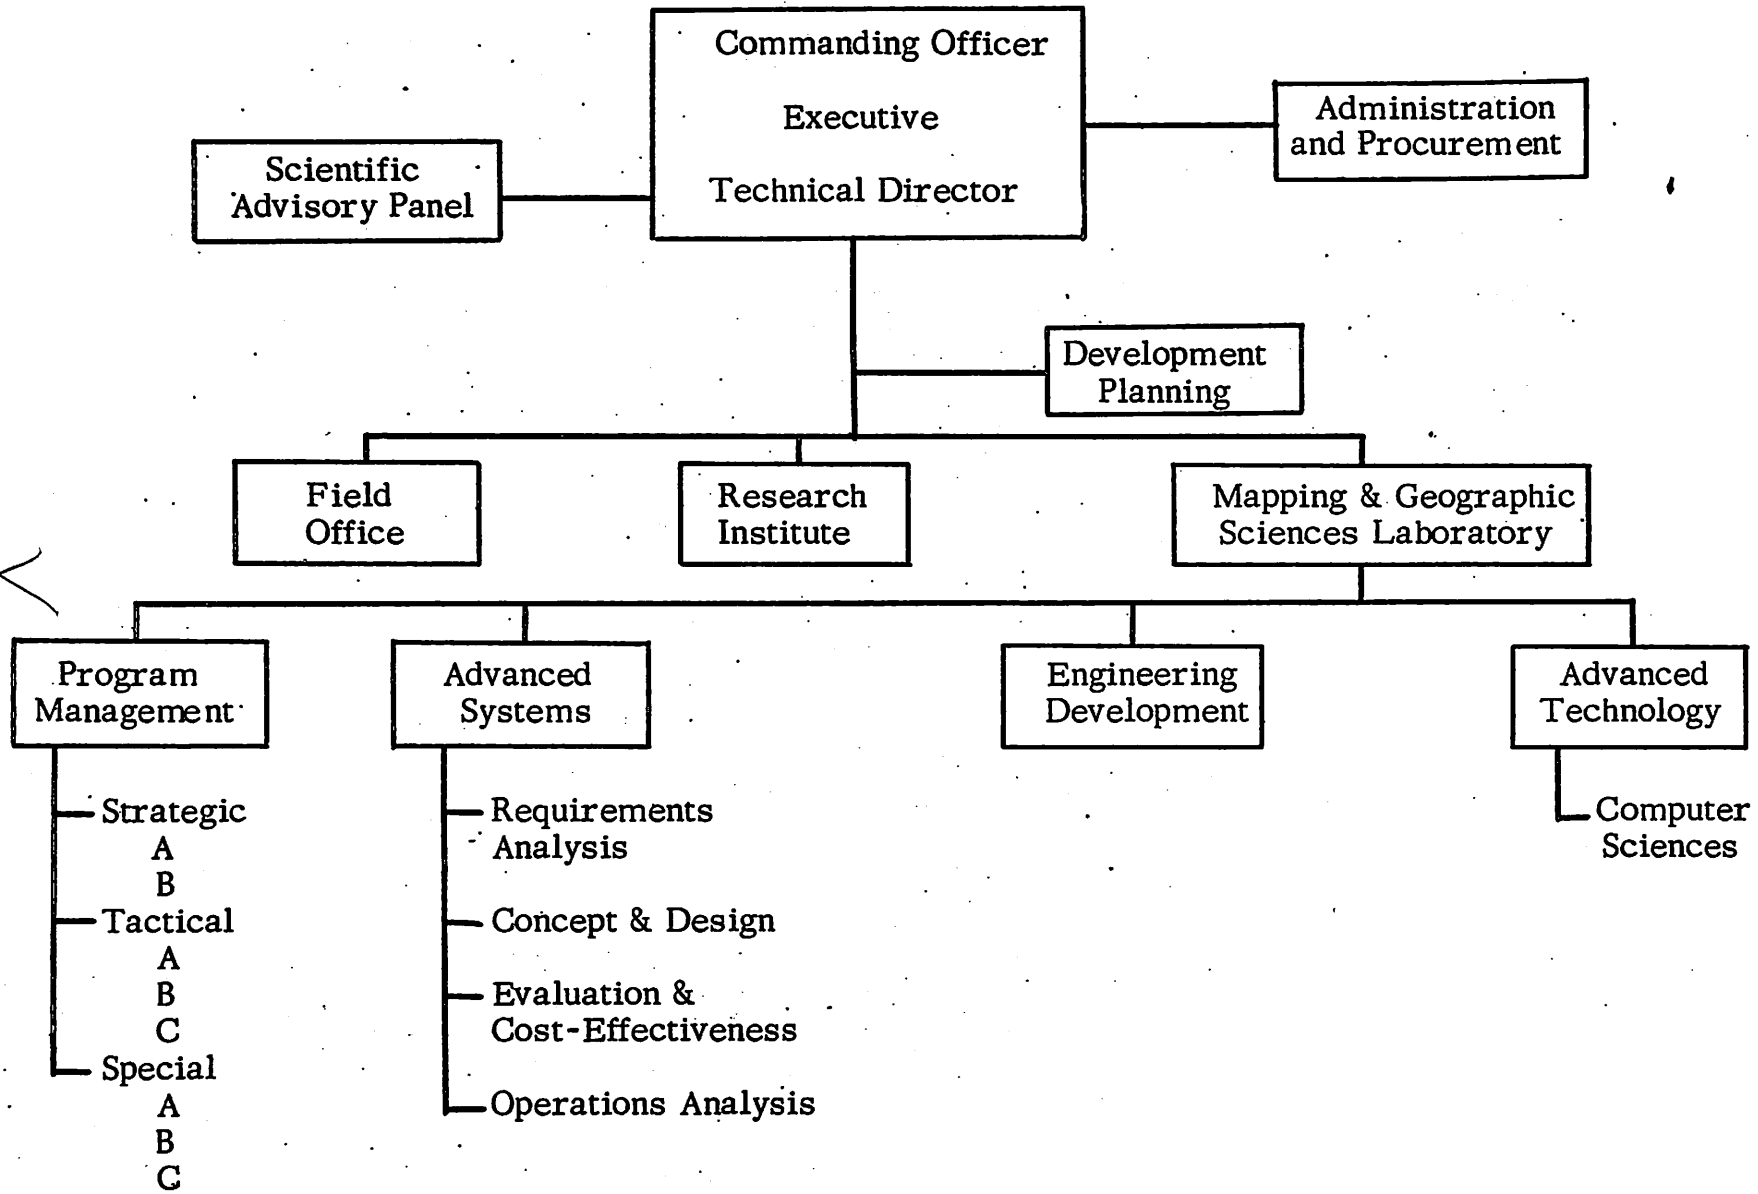 Commanding Officer
Executive
Technical Director
Administration
and Procurement
Scientific
Advisory Panel
Development
Planning
Field
Office
Research
Institute
Mapping & Geographic
Sciences Laboratory
Program
Management
Advanced
Systems
Engineering
Development
Advanced
Technology
Strategic
A
B
Tactical
A
B
C
Special
A
B
C
Requirements
Analysis
Concept & Design
Evaluation &
Cost-Effectiveness
Operations Analysis
Computer
Sciences